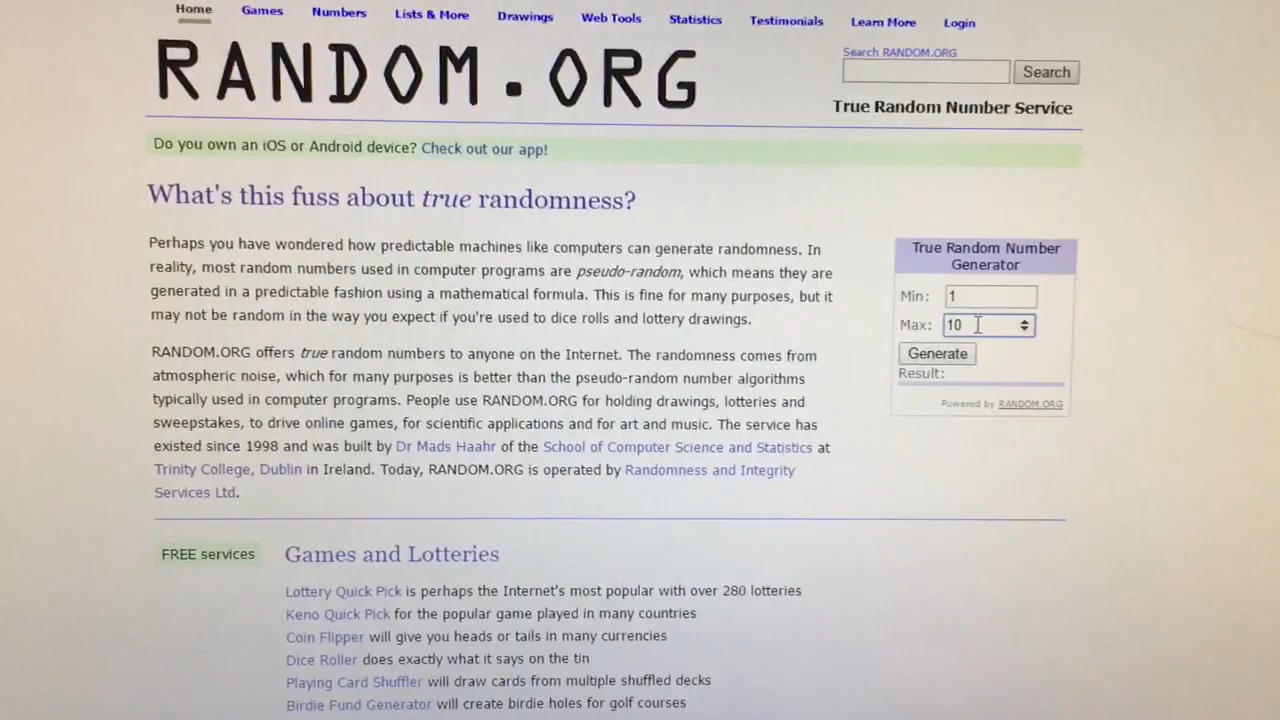 Home Games Numbers Lists & More Drawings Web Tools Statistics Testimonials Learn More Login
RANDOM.ORG
Search RANDOM.ORG
Search
True Random Number Service
Do you own an iOS or Android device? Check out our app!
What's this fuss about true randomness?
Perhaps you have wondered how predictable machines like computers can generate randomness. In
reality, most random numbers used in computer programs are pseudo-random, which means they are
generated in a predictable fashion using a mathematical formula. This is fine for many purposes, but it
may not be random in the way you expect if you're used to dice rolls and lottery drawings.
RANDOM.ORG offers true random numbers to anyone on the Internet. The randomness comes from
atmospheric noise, which for many purposes is better than the pseudo-random number algorithms
typically used in computer programs. People use RANDOM.ORG for holding drawings, lotteries and
sweepstakes, to drive online games, for scientific applications and for art and music. The service has
existed since 1998 and was built by Dr Mads Haahr of the School of Computer Science and Statistics at
Trinity College, Dublin in Ireland. Today, RANDOM.ORG is operated by Randomness and Integrity
Services Ltd.
True Random Number
Generator
Min: 1
Max: 10
Generate
Result:
Powered by RANDOM.ORG
FREE services
Games and Lotteries
Lottery Quick Pick is perhaps the Internet's most popular with over 280 lotteries
Keno Quick Pick for the popular game played in many countries
Coin Flipper will give you heads or tails in many currencies
Dice Roller does exactly what it says on the tin
Playing Card Shuffler will draw cards from multiple shuffled decks
Birdie Fund Generator will create birdie holes for golf courses